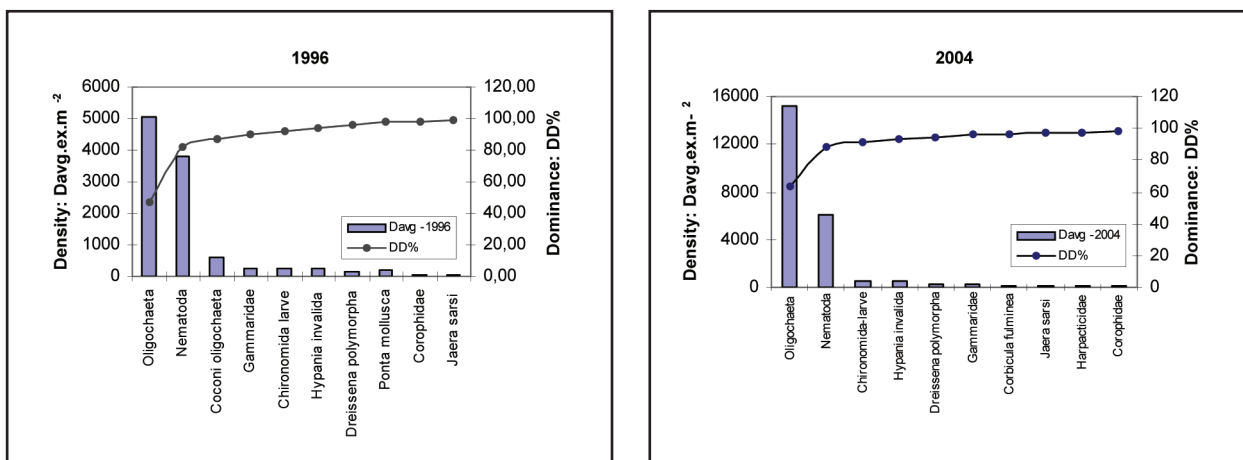 1996
Density: Davg.ex.m -2
6000
5000
4000
3000
2000
1000
0
120,00
100,00
80,00
60,00
40,00
20,00
0,00
Dominance: DD%
Davg -1996
DD%
Oligochaeta
Nematoda
Coconi oligochaeta
Gammaridae
Chironomida larve
Hypania invalida
Dreissena polymorpha
Ponta mollusca
Corophidae
Jaera sarsi
2004
Density: Davg.ex.m- 2
16000
12000
8000
4000
0
120
100
80
60
40
20
0
Dominance: DD%
Davg -2004
DD%
Oligochaeta
Nematoda
Chironomida-larve
Hypania invalida
Dreissena polymorpha
Gammaridae
Corbicula fulminea
Jaera sarsi
Harpacticidae
Corophidae